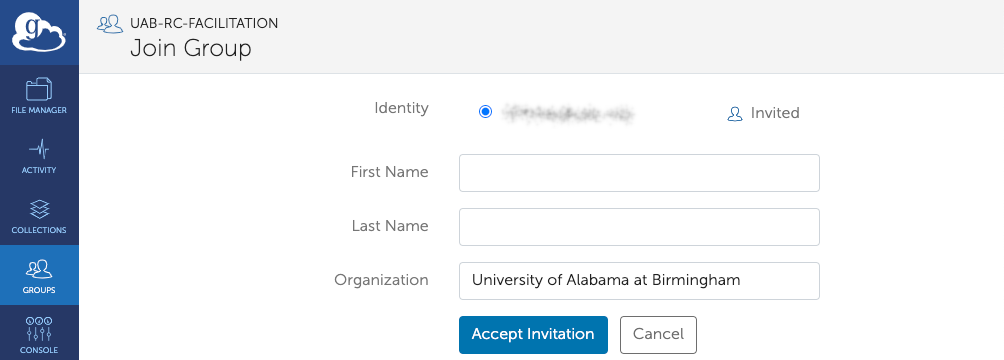 g
UAB-RC-FACILITATION
Join Group
FILE MANAGER
ACTIVITY
COLLECTIONS
GROUPS
CONSOLE
Identity
Invited
First Name
Last Name
Organization University of Alabama at Birmingham
Accept Invitation Cancel